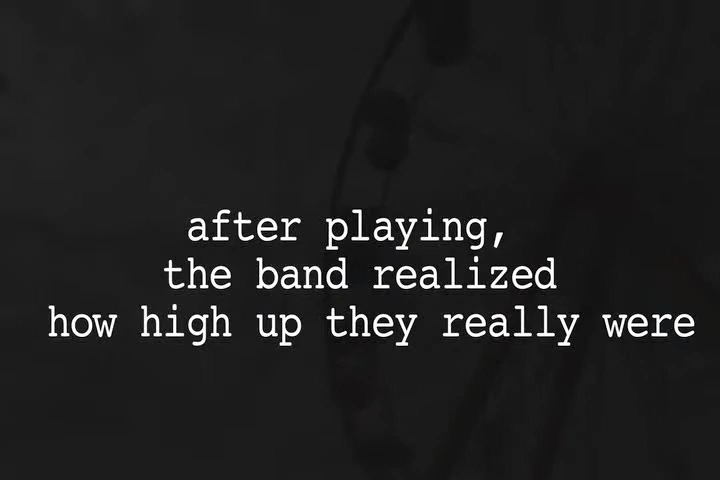 after playing,
the band realized
how high up they really were